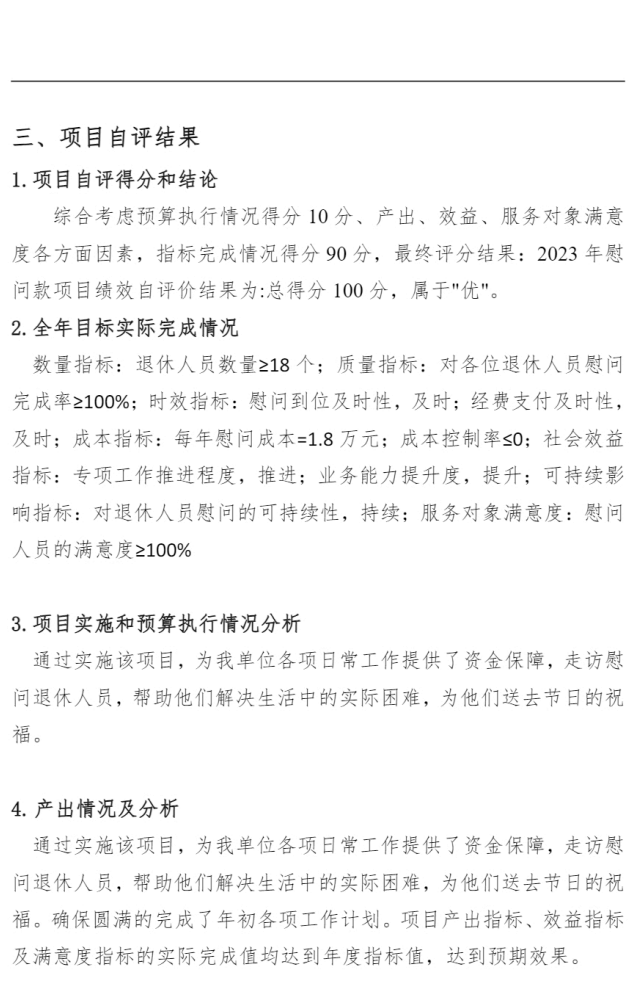 三、项目自评结果
1. 项目自评得分和结论
综合考虑预算执行情况得分 10 分、产出、效益、服务对象满意
度各方面因素，指标完成情况得分 90 分，最终评分结果：2023 年慰
问款项目绩效自评价结果为:总得分 100 分，属于"优"。
2. 全年目标实际完成情况
数量指标：退休人员数量≥18 个；质量指标：对各位退休人员慰问
完成率≥100%；时效指标：慰问到位及时性，及时；经费支付及时性，
及时；成本指标：每年慰问成本=1.8 万元；成本控制率≤0；社会效益
指标：专项工作推进程度，推进；业务能力提升度，提升；可持续影
响指标：对退休人员慰问的可持续性，持续；服务对象满意度：慰问
人员的满意度≥100%
3. 项目实施和预算执行情况分析
通过实施该项目，为我单位各项日常工作提供了资金保障，走访慰
问退休人员，帮助他们解决生活中的实际困难，为他们送去节日的祝
福。
4. 产出情况及分析
通过实施该项目，为我单位各项日常工作提供了资金保障，走访慰
问退休人员，帮助他们解决生活中的实际困难，为他们送去节日的祝
福。确保圆满的完成了年初各项工作计划。项目产出指标、效益指标
及满意度指标的实际完成值均达到年度指标值，达到预期效果。